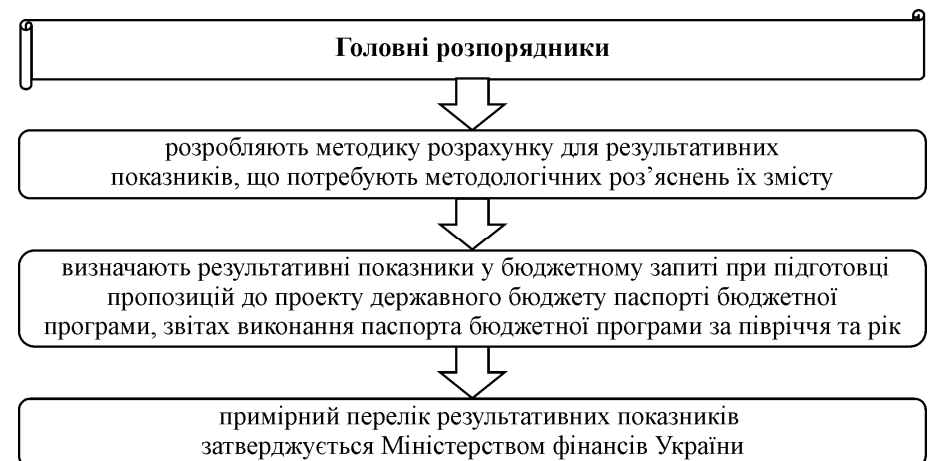 Головні розпорядники
розробляють методику розрахунку для результативних
показників, що потребують методологічних роз’яснень їх змісту
визначають результативні показники у бюджетному запиті при підготовці
пропозицій до проекту державного бюджету паспорті бюджетної
програми, звітах виконання паспорта бюджетної програми за півріччя та рік
примірний перелік результативних показників
затверджується Міністерством фінансів України